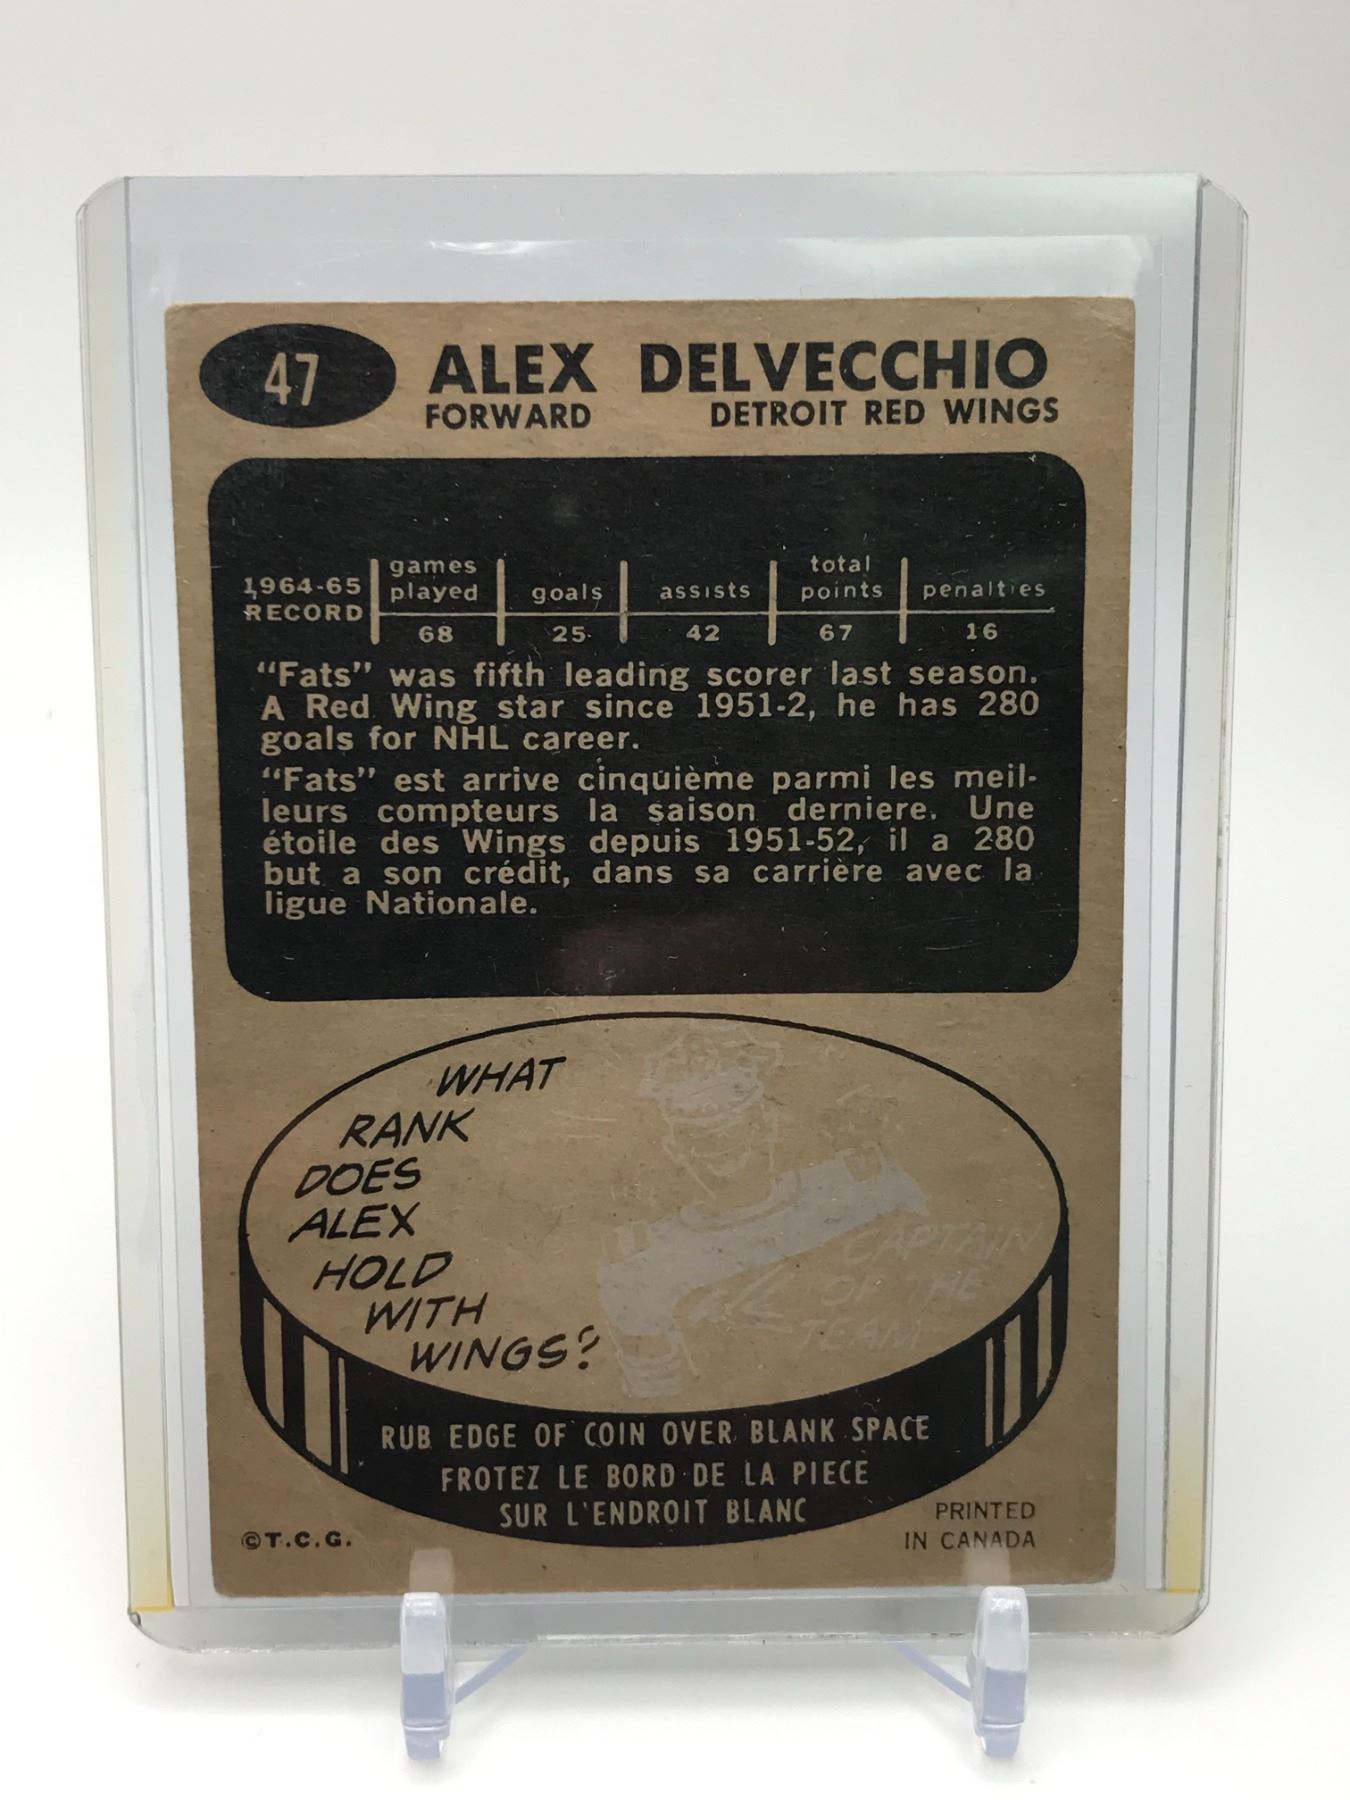 47
ALEX DELVECCHIO
FORWARD DETROIT RED WINGS
1964-65 RECORD games played goals assists total points penalties
68 25 42 67 16
"Fats" was fifth leading scorer last season.
A Red Wing star since 1951-2, he has 280
goals for NHL career.
"Fats" est arrive cinquième parmi les meil-
leurs compteurs la saison derniere. Une
étoile des Wings depuis 1951-52, il a 280
but a son crédit, dans sa carrière avec la
ligue Nationale.
WHAT
RANK
DOES
ALEX
HOLD
WITH
WINGS?
CAPTAIN
OF THE
TEAM
RUB EDGE OF COIN OVER BLANK SPACE
FROTEZ LE BORD DE LA PIECE
SUR L'ENDROIT BLANC
©T.C.G.
PRINTED
IN CANADA